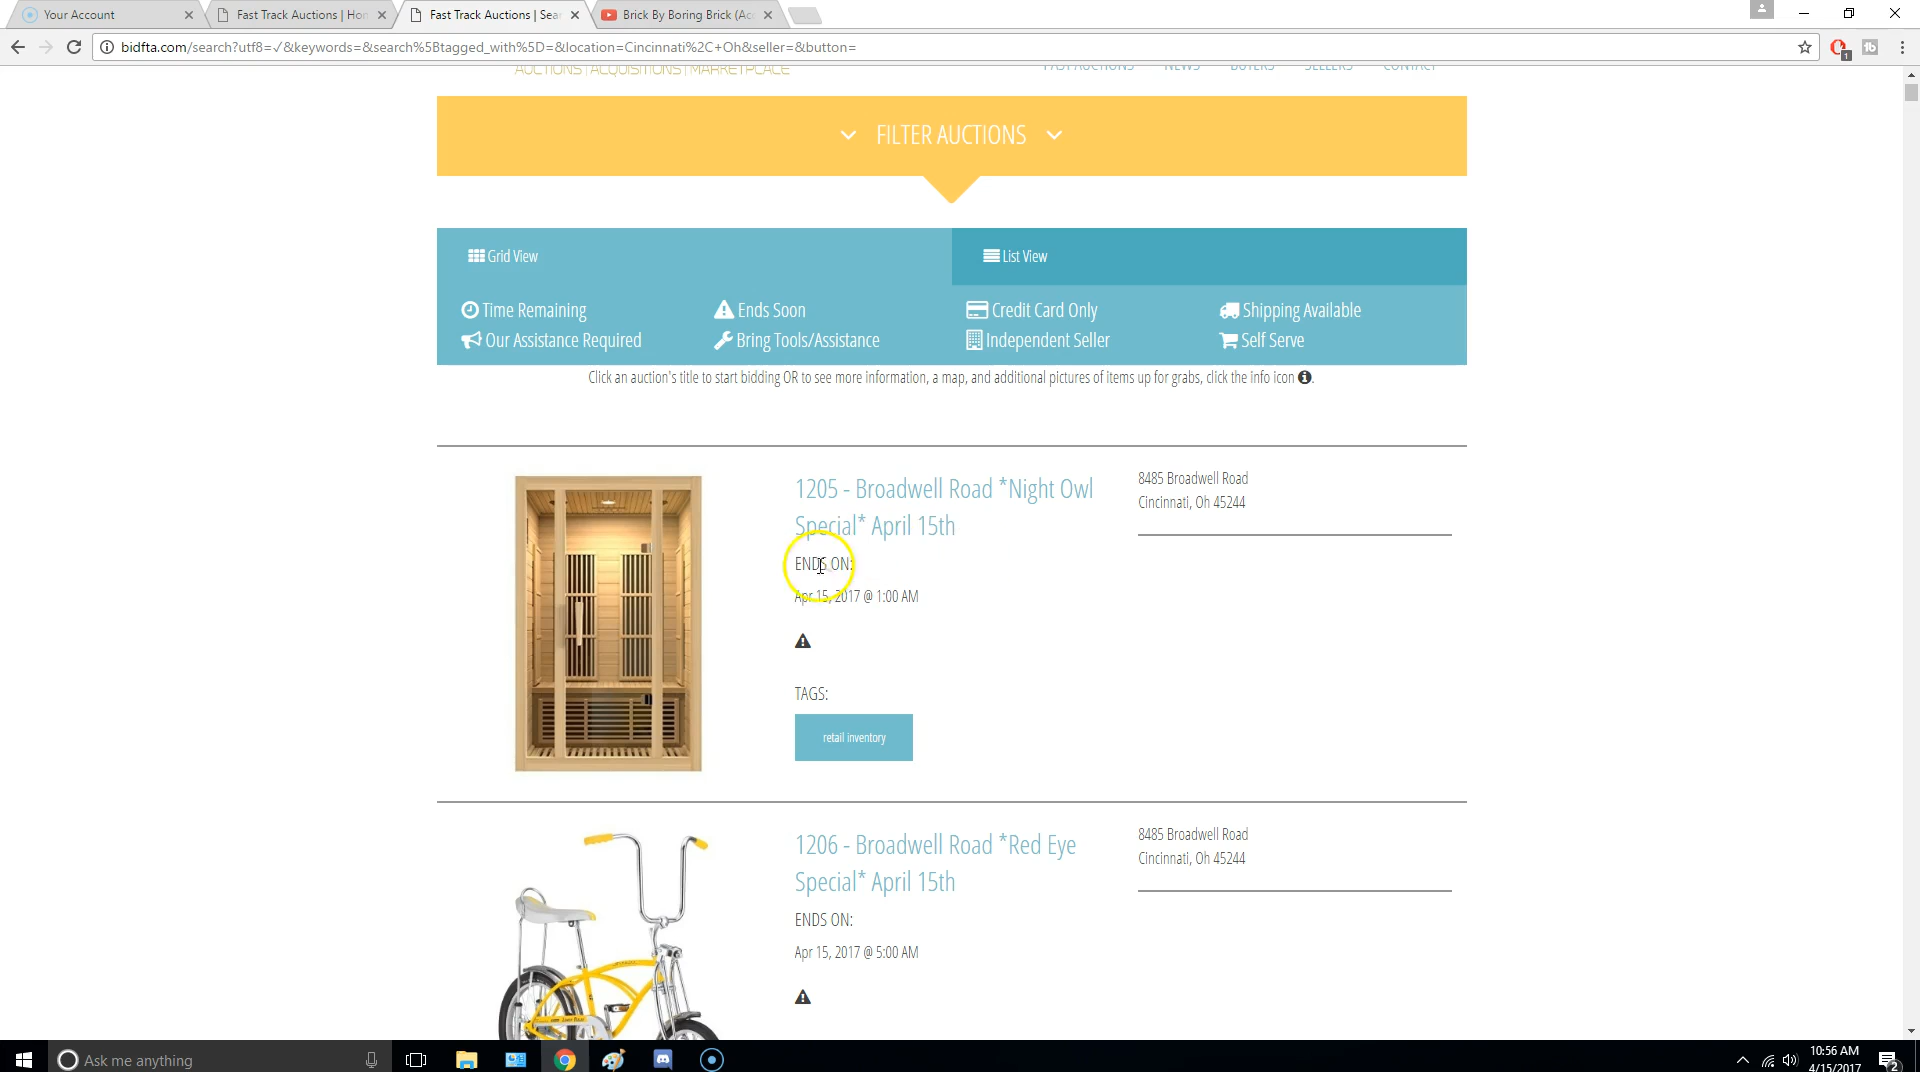 Your Account
Fast Track Auctions | Hon
Fast Track Auctions | Sea
Brick By Boring Brick (Ac
bidfta.com/search?utf8=✓&keywords=&search%5Btagged_with%5D=&location=Cincinnati%2C+Oh&seller=&button=
1
AUCTIONS | ACQUISITIONS | MARKETPLACE
PAST AUCTIONS NEWS BUYERS SELLERS CONTACT
FILTER AUCTIONS
Grid View
List View
Time Remaining
Ends Soon
Credit Card Only
Shipping Available
Our Assistance Required
Bring Tools/Assistance
Independent Seller
Self Serve
Click an auction's title to start bidding OR to see more information, a map, and additional pictures of items up for grabs, click the info icon
1205 - Broadwell Road *Night Owl
Special* April 15th
ENDS ON:
Apr 15, 2017 @ 1:00 AM
TAGS:
retail inventory
8485 Broadwell Road
Cincinnati, Oh 45244
1206 - Broadwell Road *Red Eye
Special* April 15th
ENDS ON:
Apr 15, 2017 @ 5:00 AM
8485 Broadwell Road
Cincinnati, Oh 45244
Ask me anything
10:56 AM
4/15/2017
2